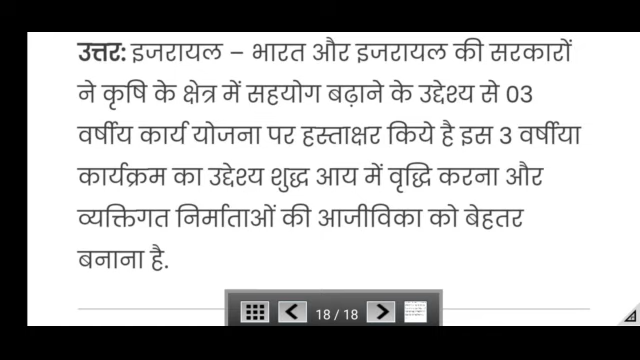 उत्तर: इजरायल – भारत और इजरायल की सरकारों
ने कृषि के क्षेत्र में सहयोग बढ़ाने के उद्देश्य से 03
वर्षीय कार्य योजना पर हस्ताक्षर किये है इस 3 वर्षीया
कार्यक्रम का उद्देश्य शुद्ध आय में वृद्धि करना और
व्यक्तिगत निर्माताओं की आजीविका को बेहतर
बनाना है.
18 / 18